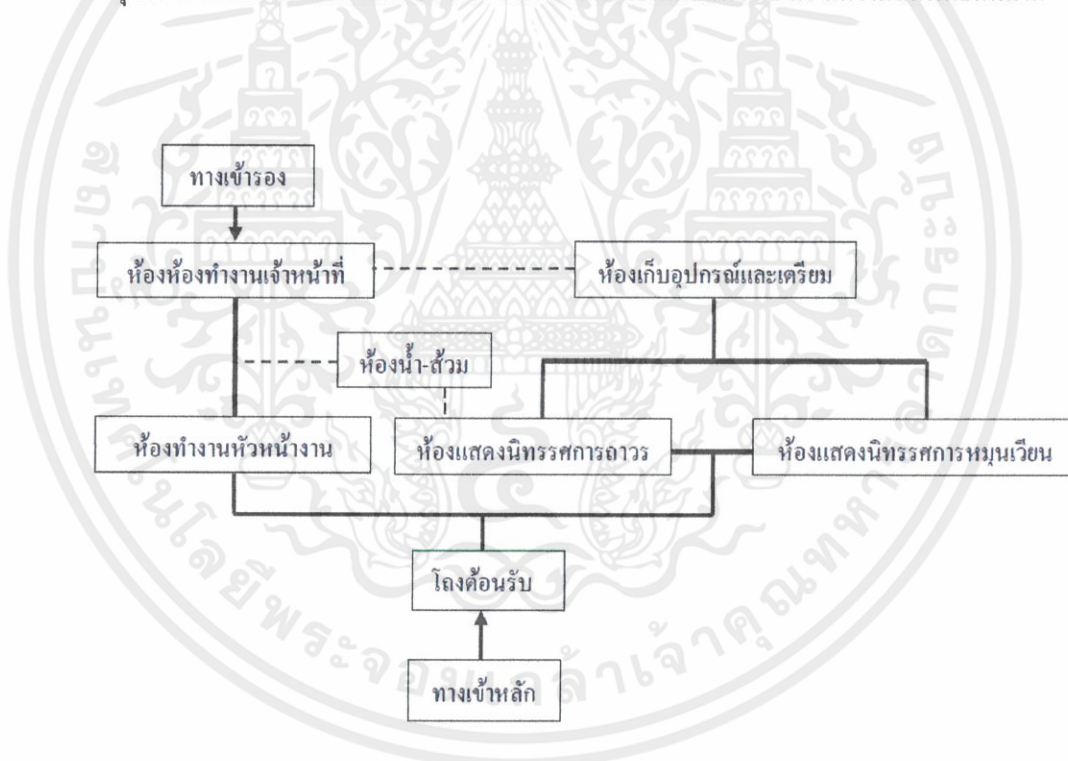 ทางเข้ารอง
ห้องห้องทำงานเจ้าหน้าที่
ห้องเก็บอุปกรณ์และเตรียม
ห้องน้ำ-ส้วม
ห้องทำงานหัวหน้างาน
ห้องแสดงนิทรรศการถาวร
ห้องแสดงนิทรรศการหมุนเวียน
โถงต้อนรับ
ทางเข้าหลัก